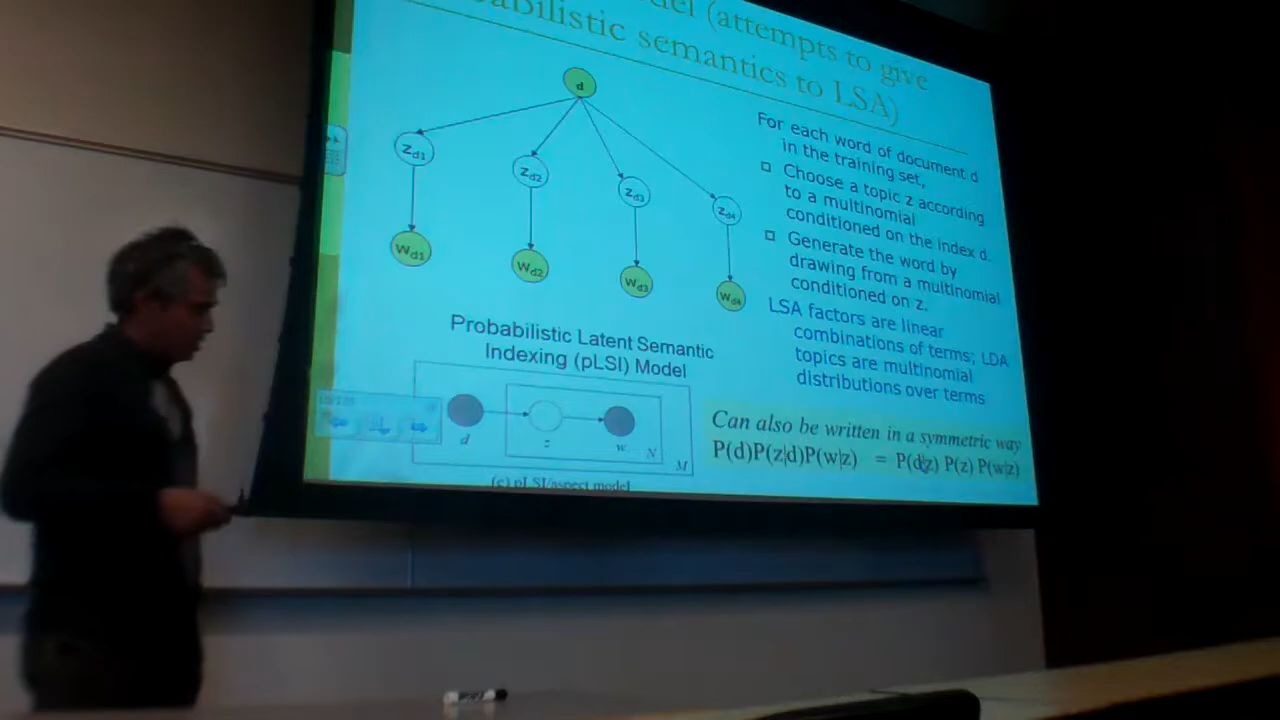 (attempts to give
abilistic semantics to LSA)
d
zd1
zd2
zd3
zd4
wd1
wd2
wd3
wd4
For each word of document d
in the training set,
Choose a topic z according
to a multinomial
conditioned on the index d.
Generate the word by
drawing from a multinomial
conditioned on z.
LSA factors are linear
combinations of terms; LDA
topics are multinomial
distributions over terms
Probabilistic Latent Semantic
Indexing (pLSI) Model
d
z
w
N
M
(c) pLSI/aspect model
Can also be written in a symmetric way
P(d)P(z|d)P(w|z) = P(d|z) P(z) P(w|z)